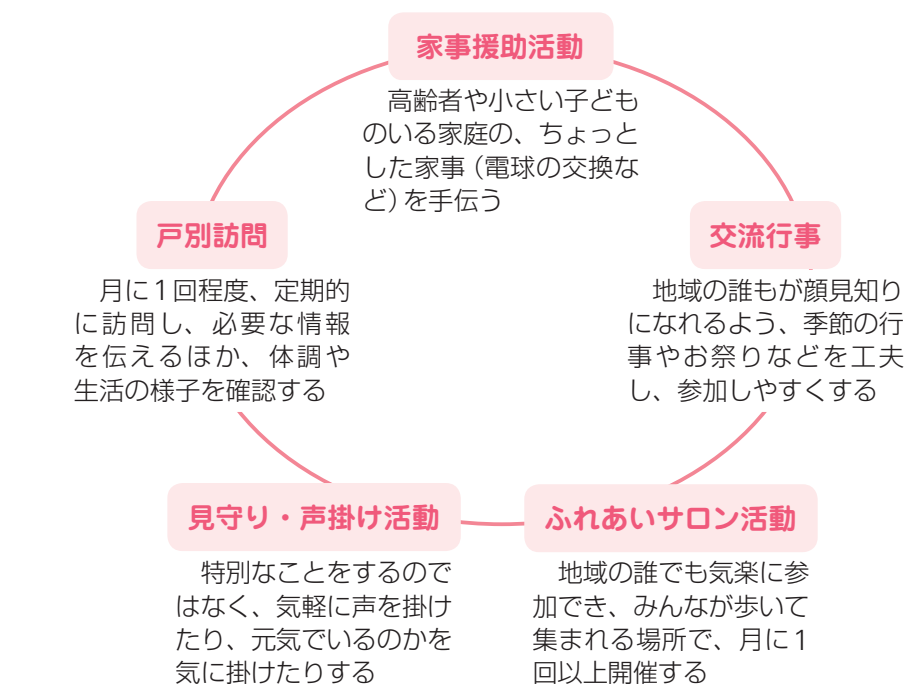 家事援助活動
高齢者や小さい子ども
のいる家庭の、ちょっと
した家事（電球の交換な
ど）を手伝う
戸別訪問
月に1回程度、定期的
に訪問し、必要な情報
を伝えるほか、体調や
生活の様子を確認する
交流行事
地域の誰もが顔見知り
になれるよう、季節の行
事やお祭りなどを工夫
し、参加しやすくする
見守り・声掛け活動
特別なことをするので
はなく、気軽に声を掛け
たり、元気でいるのかを
気に掛けたりする
ふれあいサロン活動
地域の誰でも気楽に参
加でき、みんなが歩いて
集まれる場所で、月に1
回以上開催する